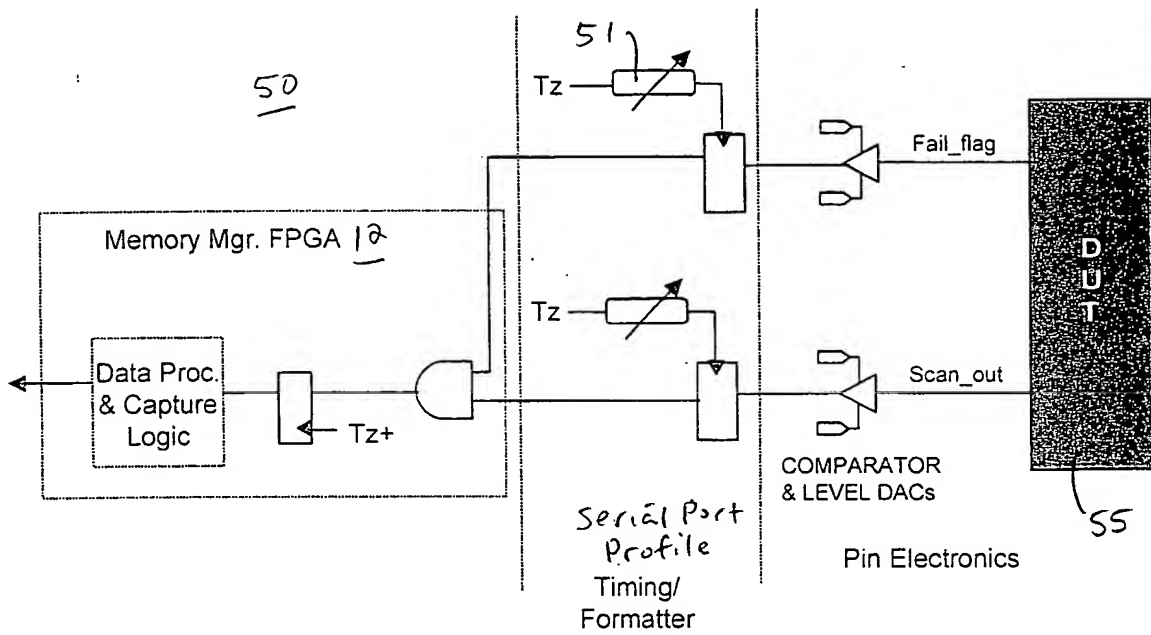 50
51
Tz
Fail_flag
Memory Mgr. FPGA 12
Tz
DUT
Data Proc.
& Capture
Logic
Tz+
Scan_out
COMPARATOR
& LEVEL DACs
55
Serial Port
Profile
Timing/
Formatter
Pin Electronics